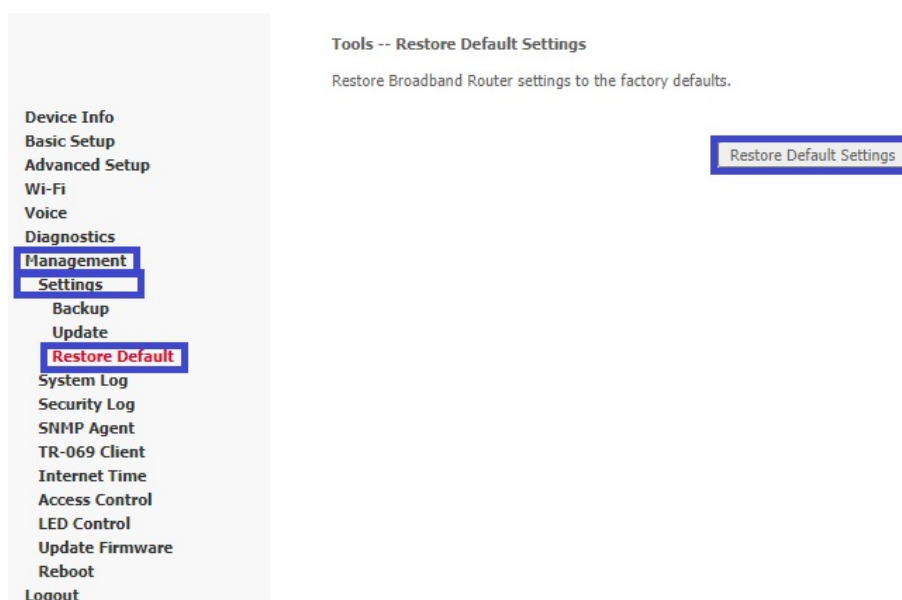 Tools -- Restore Default Settings
Restore Broadband Router settings to the factory defaults.
Restore Default Settings
Device Info
Basic Setup
Advanced Setup
Wi-Fi
Voice
Diagnostics
Management
Settings
Backup
Update
Restore Default
System Log
Security Log
SNMP Agent
TR-069 Client
Internet Time
Access Control
LED Control
Update Firmware
Reboot
Logout